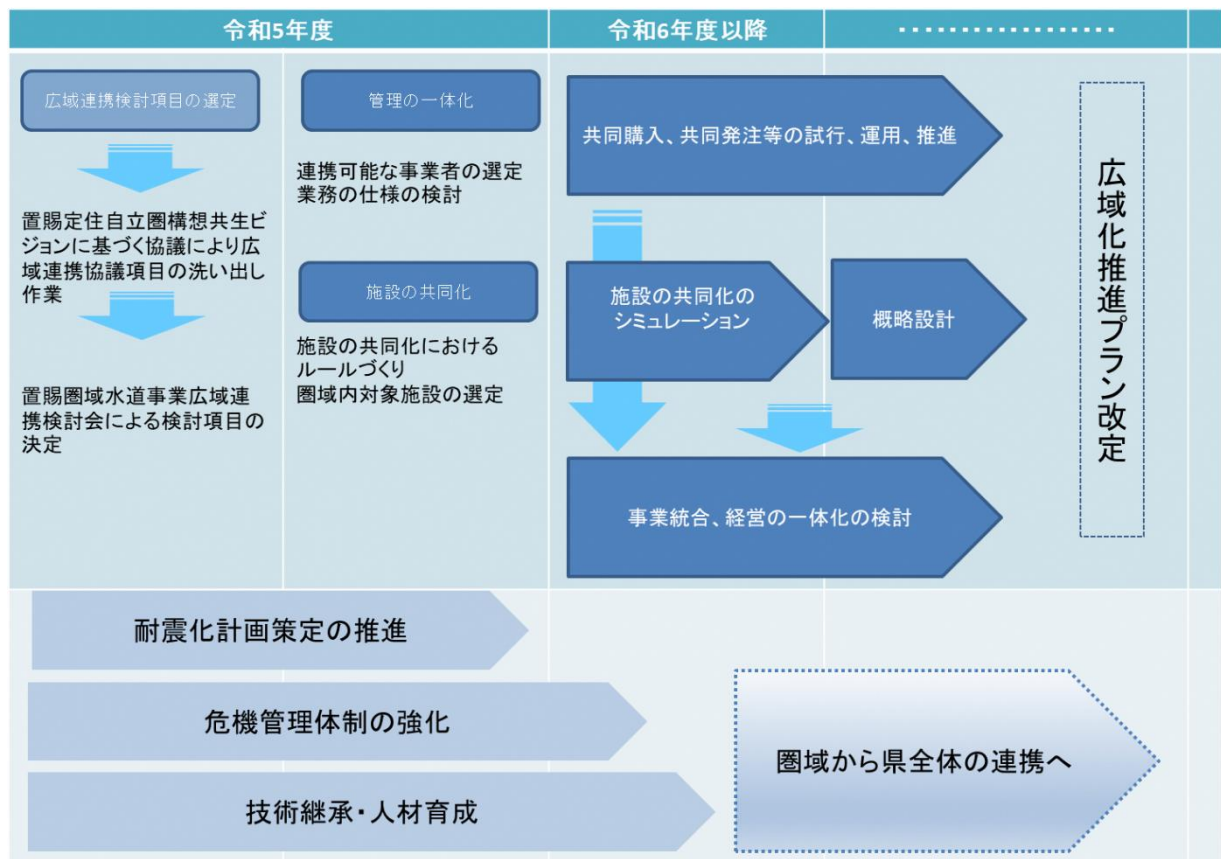 令和5年度
令和6年度以降
・・・・・・・・・・・・・・・・・・
広域連携検討項目の選定
置賜定住自立圏構想共生ビ
ジョンに基づく協議により広
域連携協議項目の洗い出し
作業
置賜圏域水道事業広域連
携検討会による検討項目の
決定
管理の一体化
連携可能な事業者の選定
業務の仕様の検討
施設の共同化
施設の共同化における
ルールづくり
圏域内対象施設の選定
共同購入、共同発注等の試行、運用、推進
施設の共同化の
シミュレーション
概略設計
事業統合、経営の一体化の検討
広域化推進プラン改定
耐震化計画策定の推進
危機管理体制の強化
技術継承・人材育成
圏域から県全体の連携へ